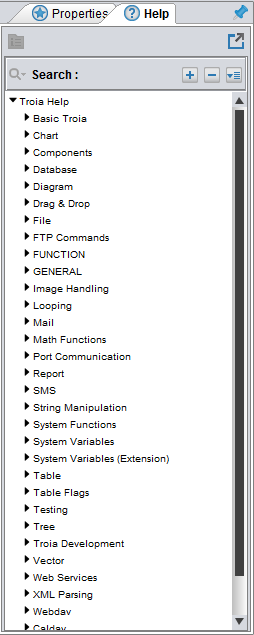 Properties Help
Search :
Troia Help
Basic Troia
Chart
Components
Database
Diagram
Drag & Drop
File
FTP Commands
FUNCTION
GENERAL
Image Handling
Looping
Mail
Math Functions
Port Communication
Report
SMS
String Manipulation
System Functions
System Variables
System Variables (Extension)
Table
Table Flags
Testing
Tree
Troia Development
Vector
Web Services
XML Parsing
Webdav
Caldav